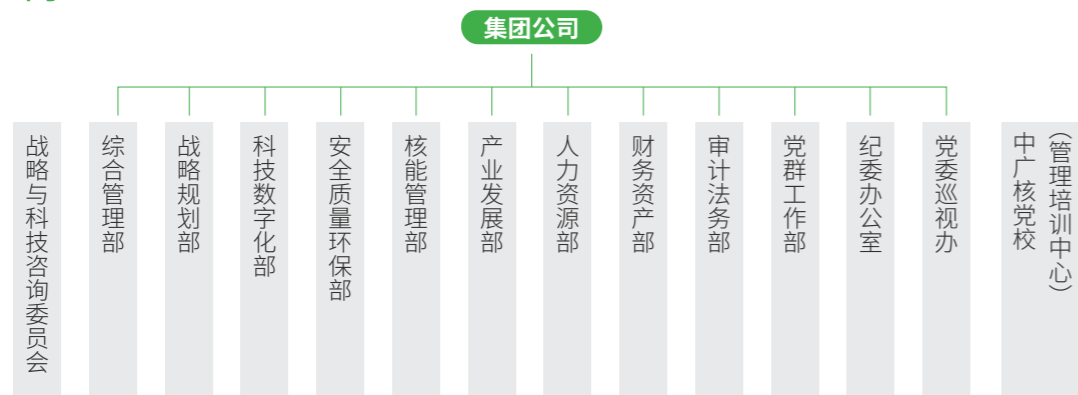 集团公司
战略与科技咨询委员会
综合管理部
战略规划部
科技数字化部
安全质量环保部
核能管理部
产业发展部
人力资源部
财务资产部
审计法务部
党群工作部
纪委办公室
党委巡视办
中广核党校
（管理培训中心）